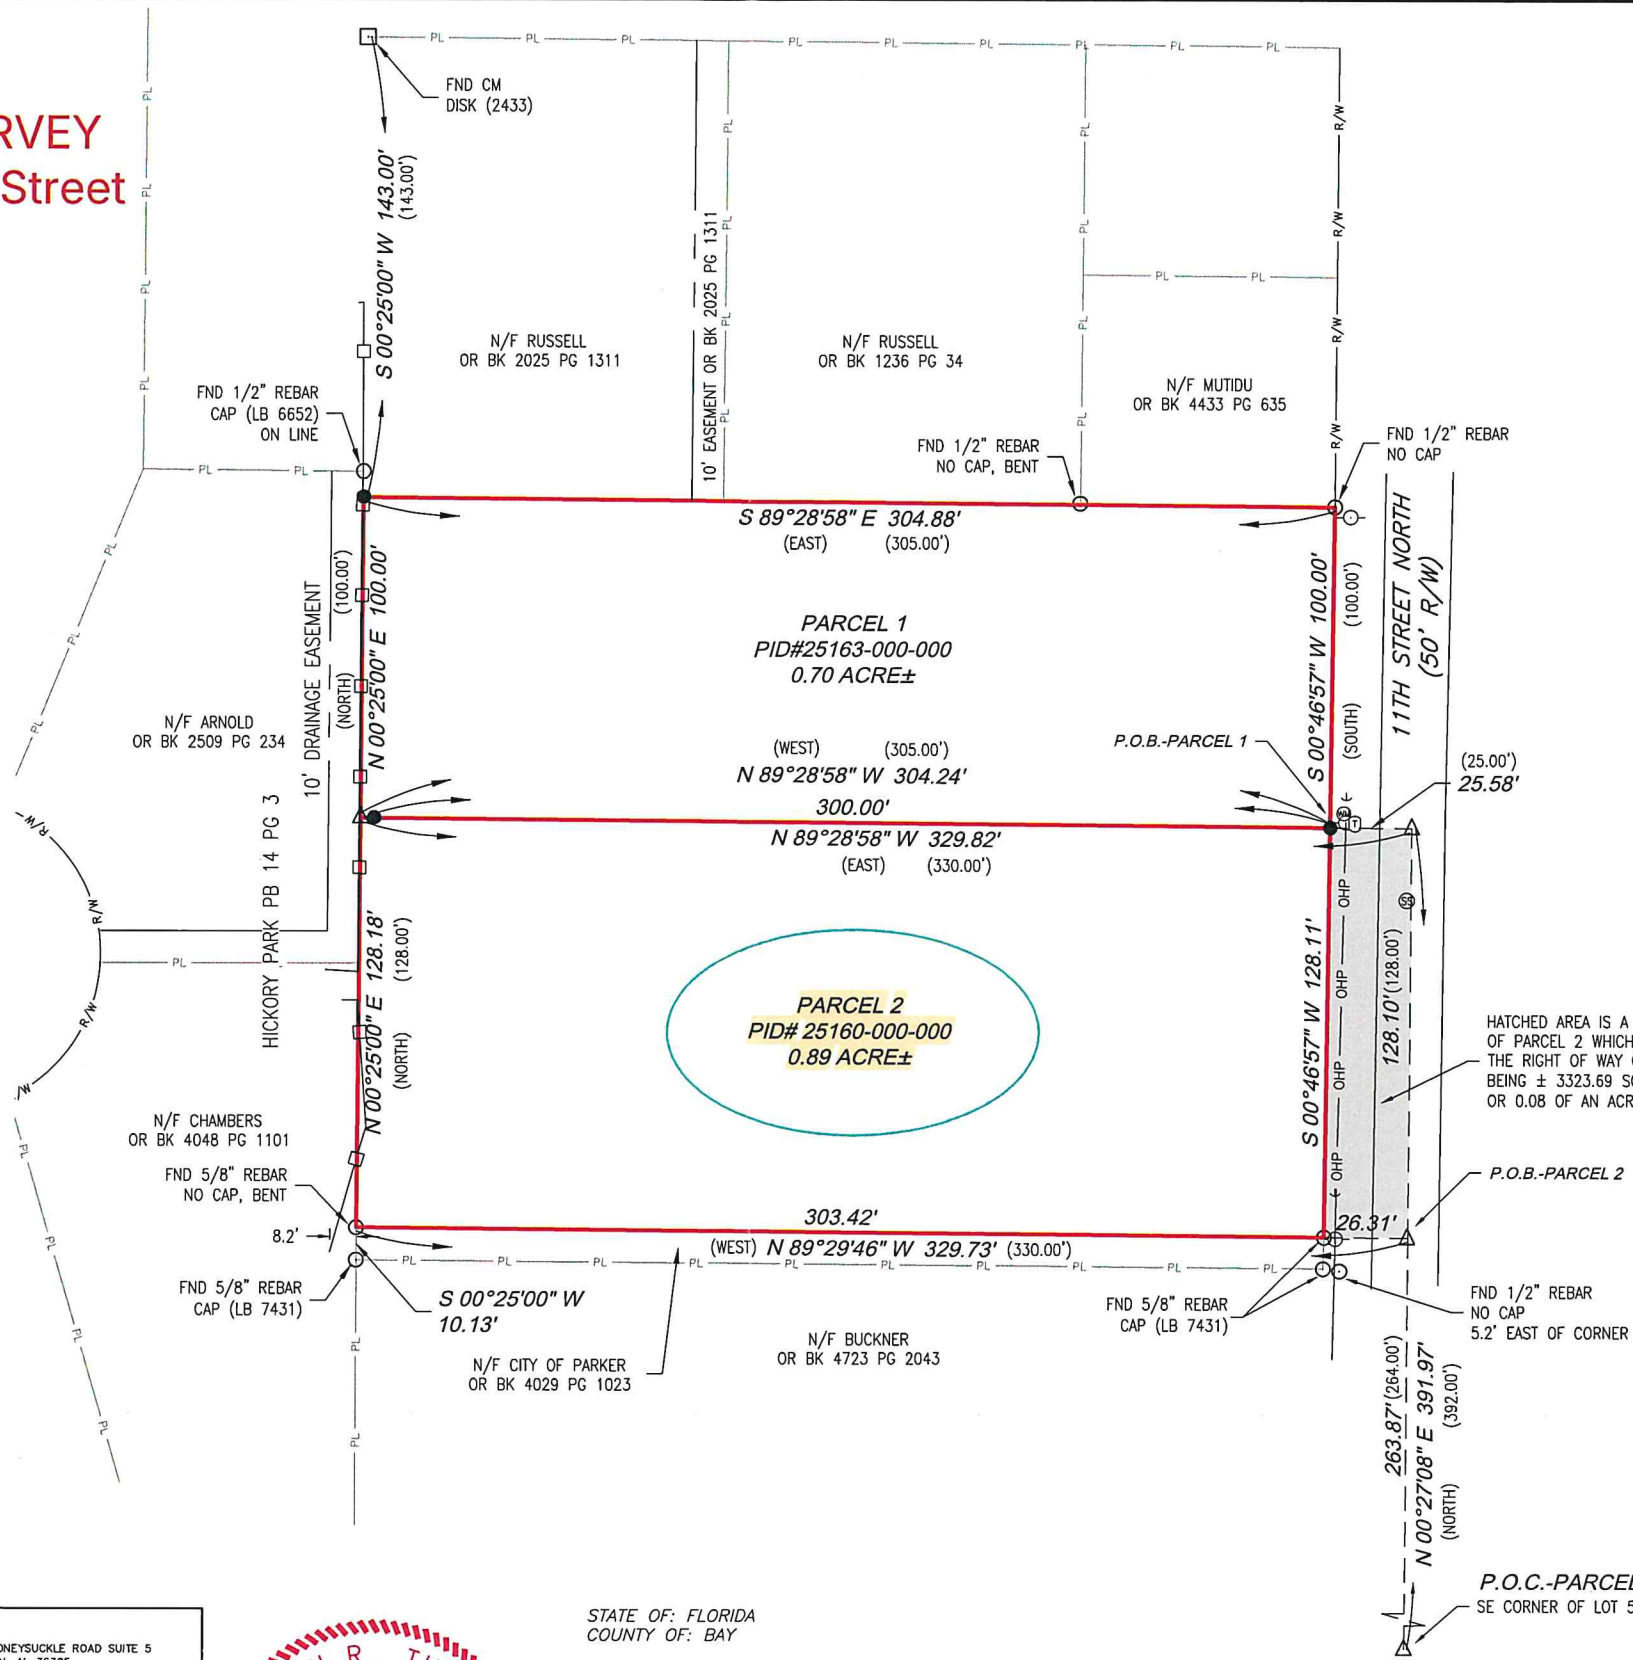 RVEY
Street
FND CM
DISK (2433)
S 00°25'00" W 143.00'
(143.00')
10' EASEMENT OR BK 2025 PG 1311
N/F RUSSELL
OR BK 2025 PG 1311
N/F RUSSELL
OR BK 1236 PG 34
N/F MUTIDU
OR BK 4433 PG 635
FND 1/2" REBAR
CAP (LB 6652)
ON LINE
FND 1/2" REBAR
NO CAP, BENT
FND 1/2" REBAR
NO CAP
S 89°28'58" E 304.88'
(EAST) (305.00')
10' DRAINAGE EASEMENT
(100.00')
(NORTH)
N 00°25'00" E 100.00'
PARCEL 1
PID#25163-000-000
0.70 ACRE±
S 00°46'57" W 100.00'
(100.00')
(SOUTH)
11TH STREET NORTH
(50' R/W)
N/F ARNOLD
OR BK 2509 PG 234
P.O.B.-PARCEL 1
(WEST) (305.00')
N 89°28'58" W 304.24'
300.00'
N 89°28'58" W 329.82'
(EAST) (330.00')
(25.00')
25.58'
HICKORY PARK PB 14 PG 3
N 00°25'00" E 128.18'
(128.00')
(NORTH)
PARCEL 2
PID# 25160-000-000
0.89 ACRE±
S 00°46'57" W 128.11'
OHP
OHP
OHP
OHP
SS
T
128.10' (128.00')
HATCHED AREA IS A
OF PARCEL 2 WHICH
THE RIGHT OF WAY
BEING ± 3323.69
OR 0.08 OF AN
N/F CHAMBERS
OR BK 4048 PG 1101
FND 5/8" REBAR
NO CAP, BENT
8.2'
P.O.B.-PARCEL 2
303.42'
26.31'
(WEST) N 89°29'46" W 329.73' (330.00')
FND 5/8" REBAR
CAP (LB 7431)
S 00°25'00" W
10.13'
N/F CITY OF PARKER
OR BK 4029 PG 1023
N/F BUCKNER
OR BK 4723 PG 2043
FND 5/8" REBAR
CAP (LB 7431)
FND 1/2" REBAR
NO CAP
5.2' EAST OF CORNER
263.87' (264.00')
N 00°27'08" E 391.97'
(392.00')
(NORTH)
P.O.C.-PARCEL
SE CORNER OF LOT 5
STATE OF: FLORIDA
COUNTY OF: BAY
ONEYSUCKLE ROAD SUITE 5